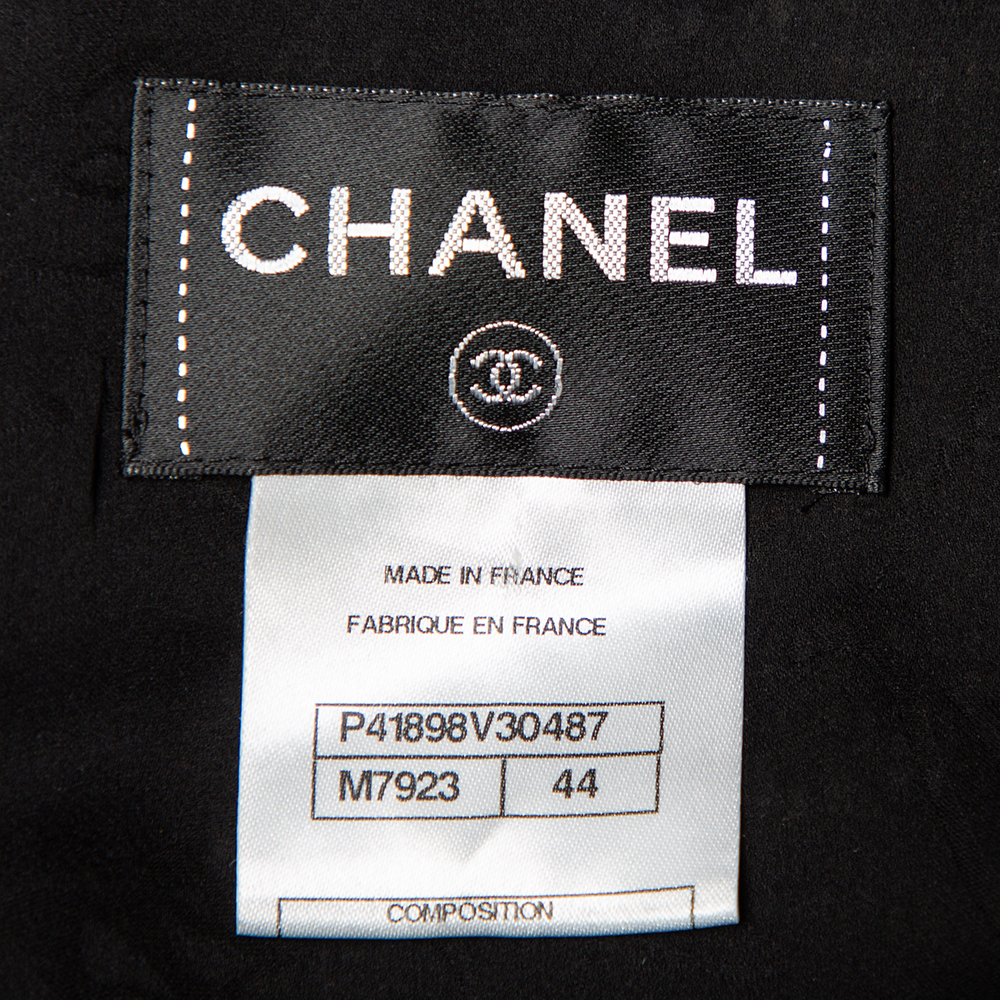 CHANEL
MADE IN FRANCE
FABRIQUE EN FRANCE
P41898V30487
M7923 44
COMPOSITION